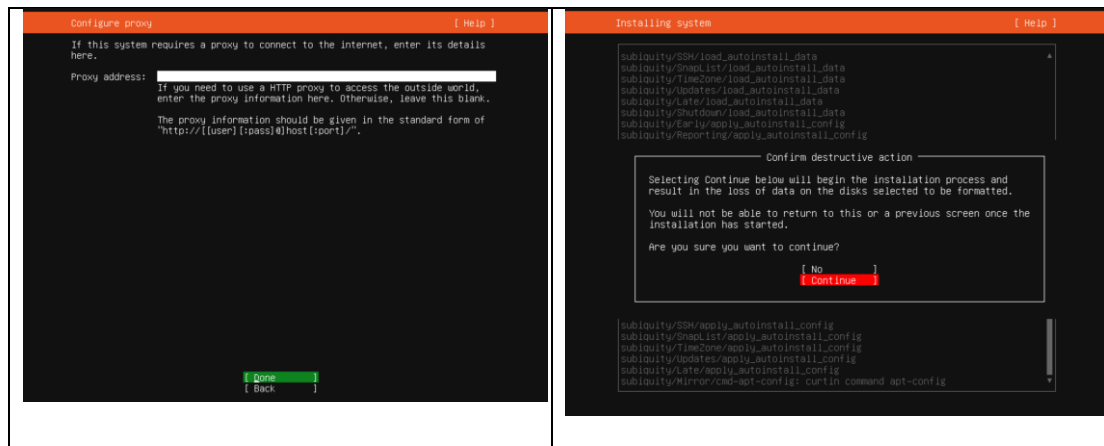 Configure proxy [ Help ]
If this system requires a proxy to connect to the internet, enter its details
here.
Proxy address:
If you need to use a HTTP proxy to access the outside world,
enter the proxy information here. Otherwise, leave this blank.
The proxy information should be given in the standard form of
"http://[[user][:pass]@]host[:port]/".
[ Done ]
[ Back ]
Installing system [ Help ]
subiquity/SSH/load_autoinstall_data
subiquity/SnapList/load_autoinstall_data
subiquity/TimeZone/load_autoinstall_data
subiquity/Updates/load_autoinstall_data
subiquity/Late/load_autoinstall_data
subiquity/Shutdown/load_autoinstall_data
subiquity/Early/apply_autoinstall_config
subiquity/Reporting/apply_autoinstall_config
Confirm destructive action
Selecting Continue below will begin the installation process and
result in the loss of data on the disks selected to be formatted.
You will not be able to return to this or a previous screen once the
installation has started.
Are you sure you want to continue?
[ No ]
[ Continue ]
subiquity/SSH/apply_autoinstall_config
subiquity/SnapList/apply_autoinstall_config
subiquity/TimeZone/apply_autoinstall_config
subiquity/Updates/apply_autoinstall_config
subiquity/Late/apply_autoinstall_config
subiquity/Mirror/cmd-apt-config: curtin command apt-config